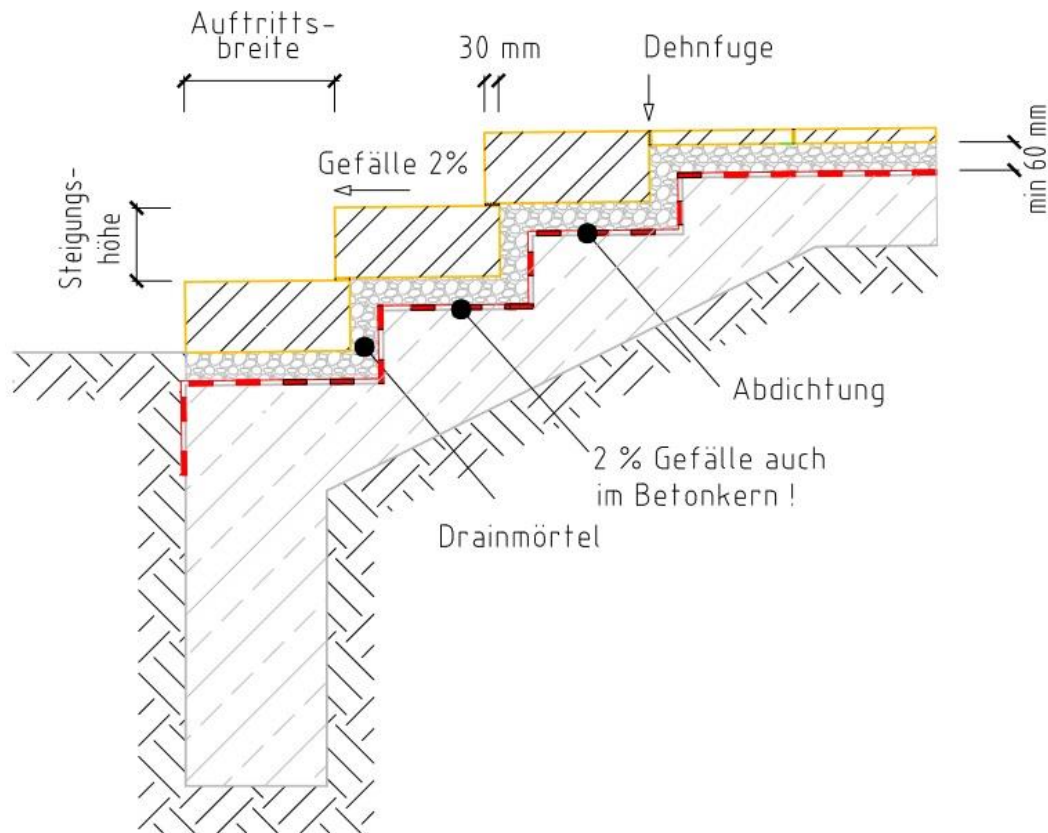 Auftritts-
breite
30 mm
Dehnfuge
Gefälle 2%
min 60 mm
Steigungs-
höhe
Abdichtung
2 % Gefälle auch
im Betonkern !
Drainmörtel